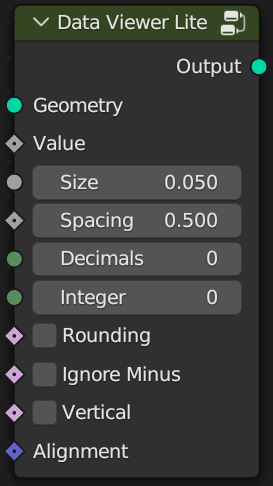 Data Viewer Lite
Output
Geometry
Value
Size 0.050
Spacing 0.500
Decimals 0
Integer 0
Rounding
Ignore Minus
Vertical
Alignment